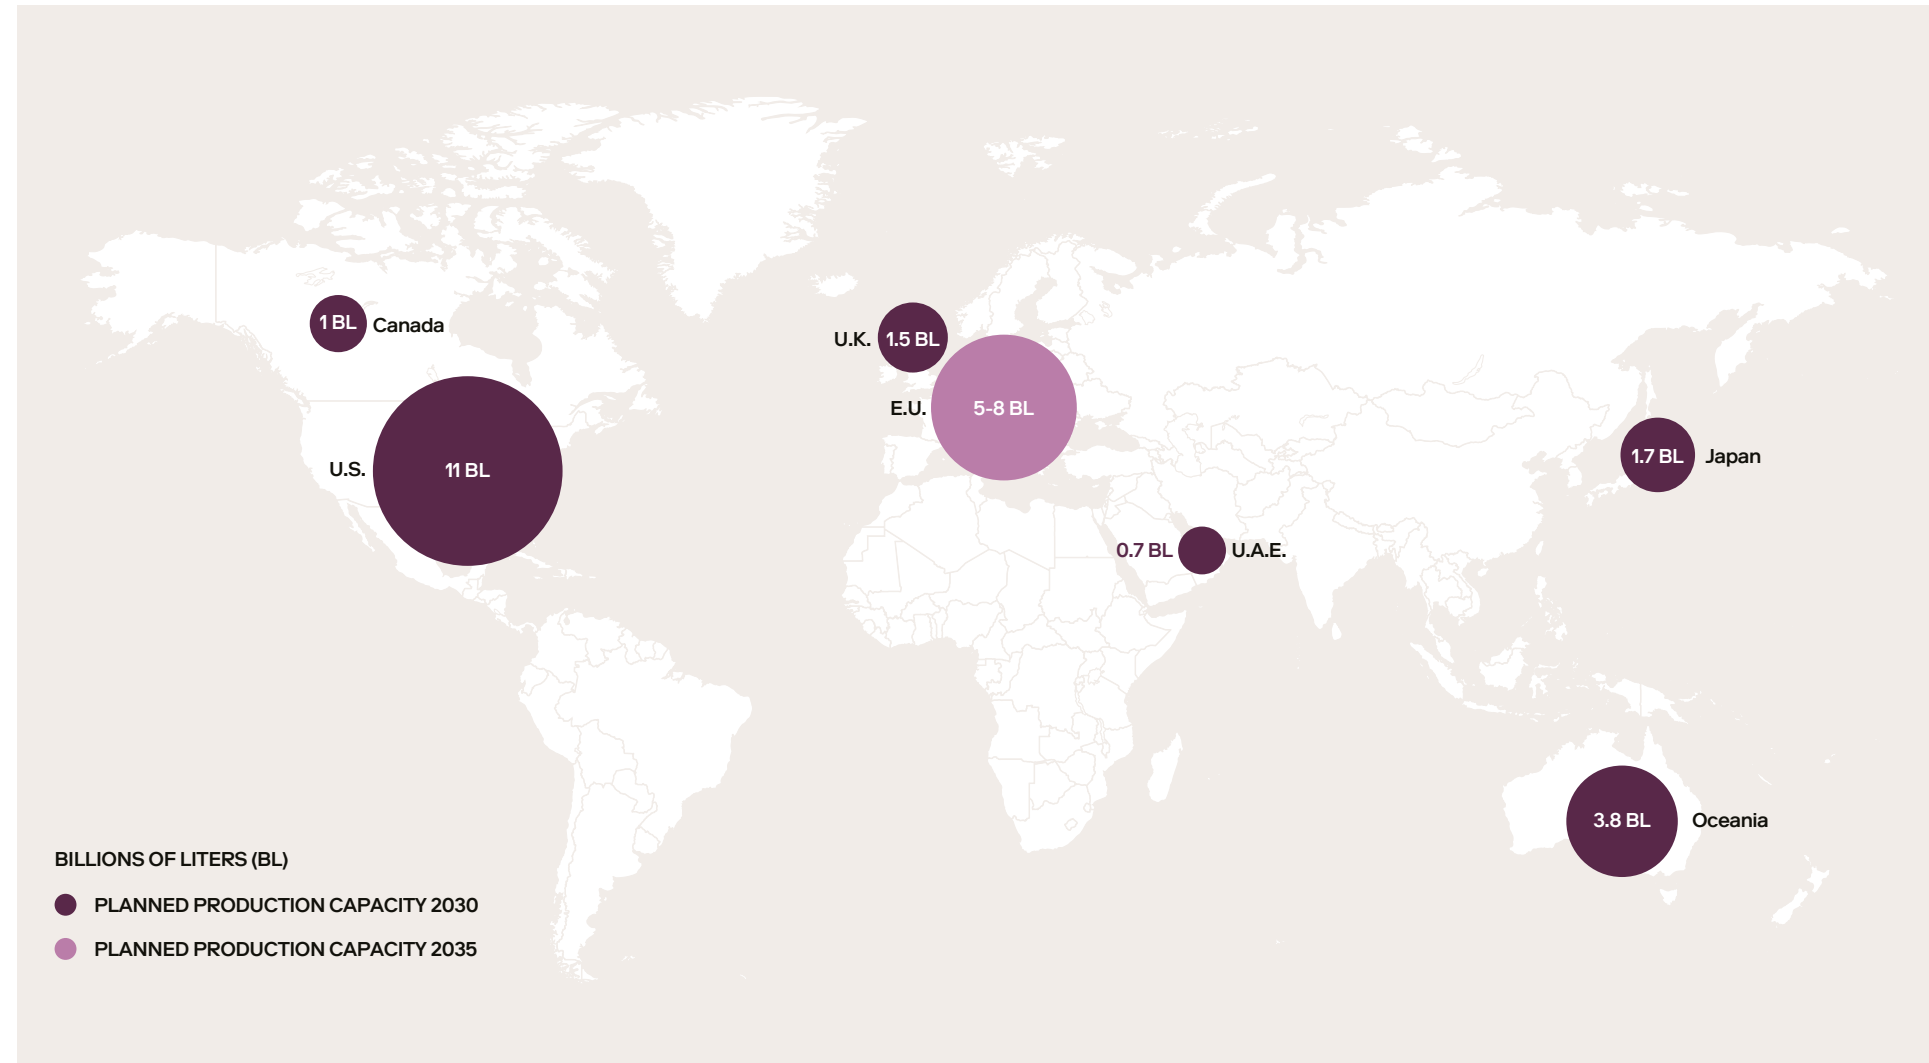 1 BL
Canada
U.S.
11 BL
U.K.
1.5 BL
E.U.
5-8 BL
0.7 BL
U.A.E.
1.7 BL
Japan
3.8 BL
Oceania
BILLIONS OF LITERS (BL)
PLANNED PRODUCTION CAPACITY 2030
PLANNED PRODUCTION CAPACITY 2035